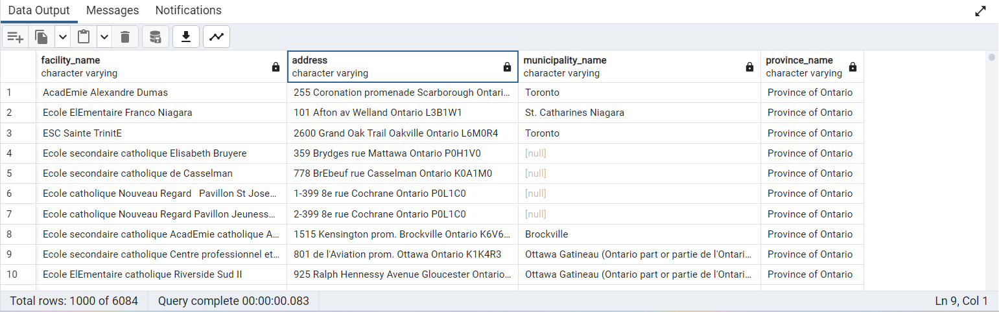 Data Output Messages Notifications
facility_name address municipality_name province_name
character varying character varying character varying character varying
1 AcadEmie Alexandre Dumas 255 Coronation promenade Scarborough Ontari... Toronto Province of Ontario
2 Ecole ElEmentaire Franco Niagara 101 Afton av Welland Ontario L3B1W1 St. Catharines Niagara Province of Ontario
3 ESC Sainte TrinitE 2600 Grand Oak Trail Oakville Ontario L6M0R4 Toronto Province of Ontario
4 Ecole secondaire catholique Elisabeth Bruyere 359 Brydges rue Mattawa Ontario P0H1V0 [null] Province of Ontario
5 Ecole secondaire catholique de Casselman 778 BrEbeuf rue Casselman Ontario K0A1M0 [null] Province of Ontario
6 Ecole catholique Nouveau Regard   Pavillon St Jose... 1-399 8e rue Cochrane Ontario P0L1C0 [null] Province of Ontario
7 Ecole catholique Nouveau Regard Pavillon Jeuness... 2-399 8e rue Cochrane Ontario P0L1C0 [null] Province of Ontario
8 Ecole secondaire catholique AcadEmie catholique A... 1515 Kensington prom. Brockville Ontario K6V6... Brockville Province of Ontario
9 Ecole secondaire catholique Centre professionnel et... 801 de l'Aviation prom. Ottawa Ontario K1K4R3 Ottawa Gatineau (Ontario part or partie de l'Ontari... Province of Ontario
10 Ecole ElEmentaire catholique Riverside Sud II 925 Ralph Hennessy Avenue Gloucester Ontario... Ottawa Gatineau (Ontario part or partie de l'Ontari... Province of Ontario
Total rows: 1000 of 6084 Query complete 00:00:00.083 Ln 9, Col 1